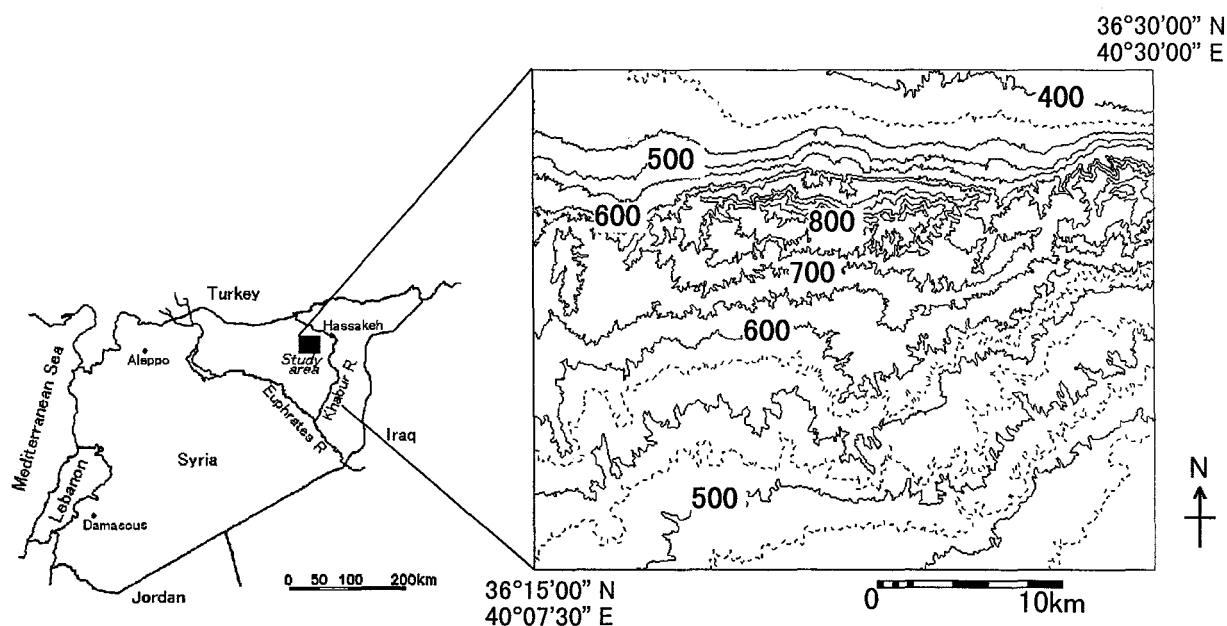 36°30'00” N
40°30'00” E
400
500
600
800
700
600
500
N
0 10km
36°15'00” N
40°07'30” E
Turkey
Hassakeh
Aleppo
Study
area
Mediterranean Sea
Euphrates R
Khabur R
Iraq
Syria
Lebanon
Damasous
0 50 100 200km
Jordan